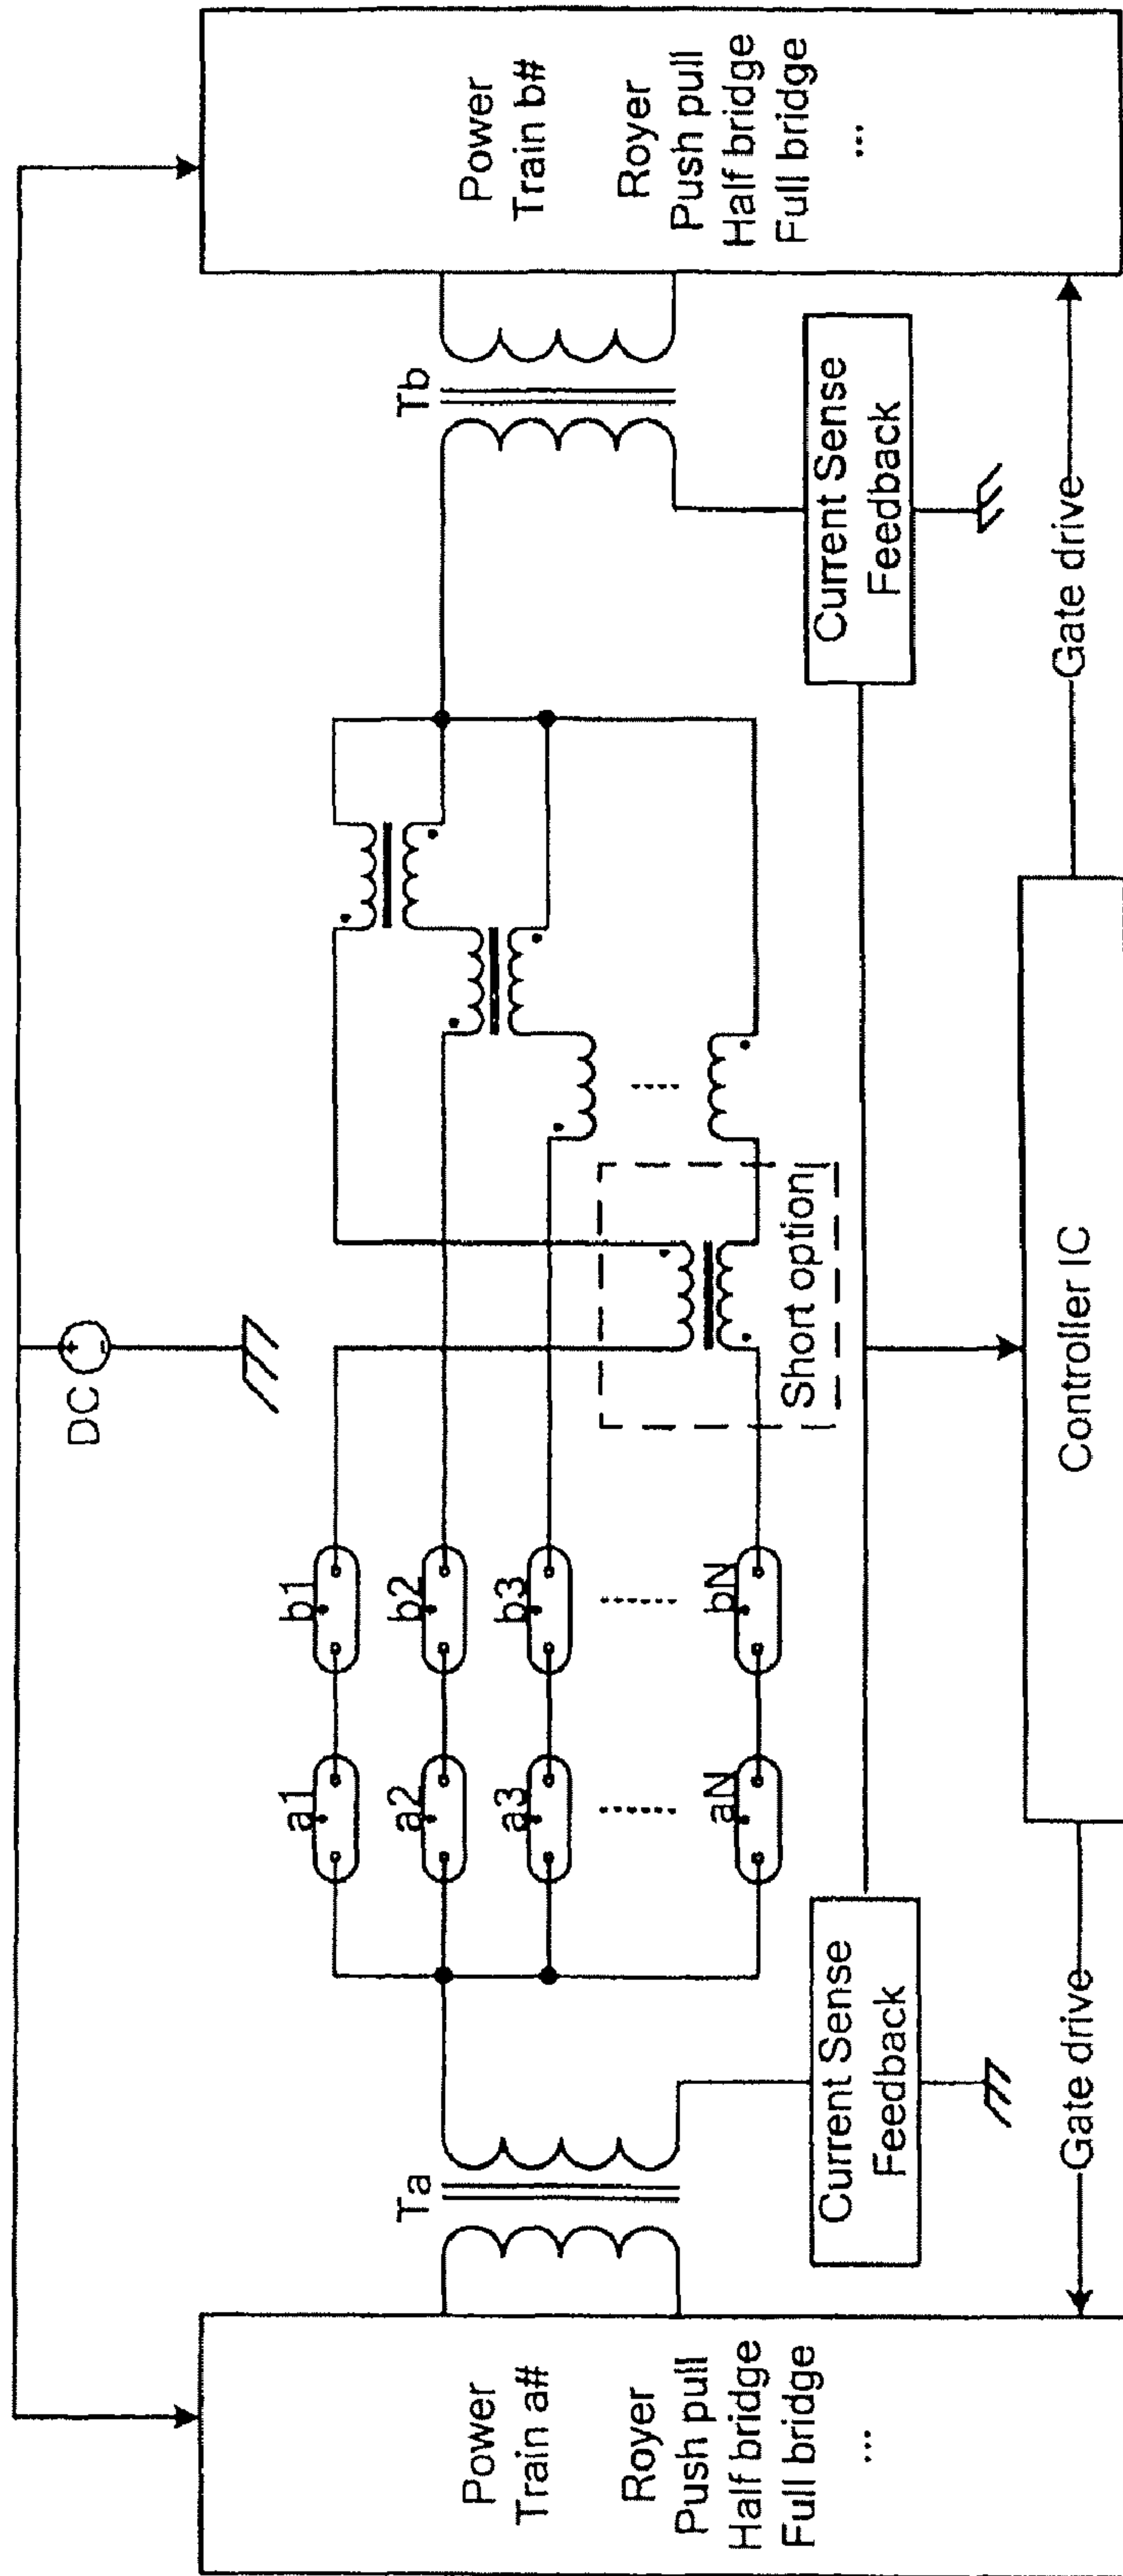 DC
Power
Train a#
Royer
Push pull
Half bridge
Full bridge
...
Ta
a1
b1
a2
b2
a3
b3
aN
bN
Short option
Tb
Power
Train b#
Royer
Push pull
Half bridge
Full bridge
...
Current Sense
Feedback
Current Sense
Feedback
Gate drive
Controller IC
Gate drive